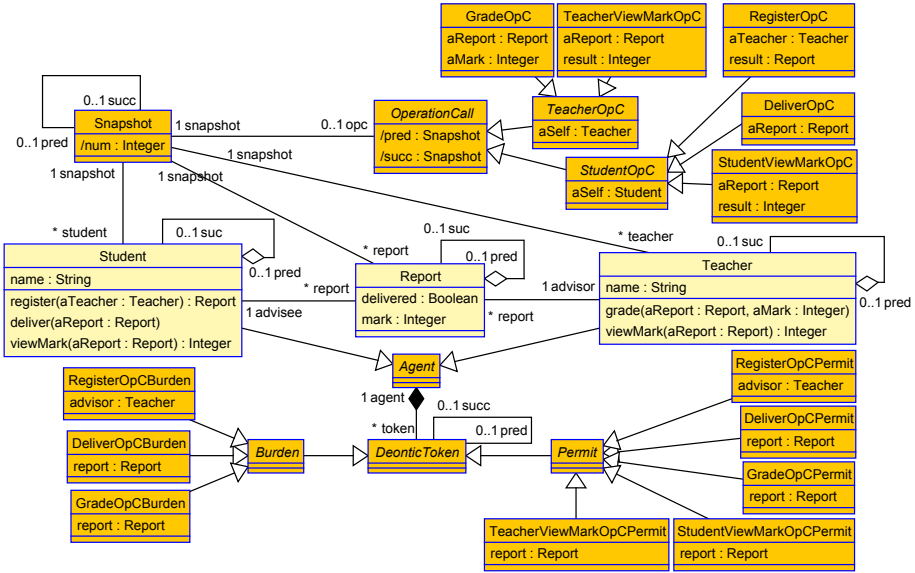 GradeOpC
aReport : Report
aMark : Integer
TeacherViewMarkOpC
aReport : Report
result : Integer
RegisterOpC
aTeacher : Teacher
result : Report
0..1 succ
0..1 pred
Snapshot
/num : Integer
1 snapshot
0..1 opc
OperationCall
/pred : Snapshot
/succ : Snapshot
TeacherOpC
aSelf : Teacher
DeliverOpC
aReport : Report
StudentOpC
aSelf : Student
StudentViewMarkOpC
aReport : Report
result : Integer
1 snapshot
1 snapshot
1 snapshot
* student
* report
* teacher
0..1 suc
0..1 pred
Student
name : String
register(aTeacher : Teacher) : Report
deliver(aReport : Report)
viewMark(aReport : Report) : Integer
* report
1 advisee
0..1 suc
0..1 pred
Report
delivered : Boolean
mark : Integer
1 advisor
* report
0..1 suc
0..1 pred
Teacher
name : String
grade(aReport : Report, aMark : Integer)
viewMark(aReport : Report) : Integer
Agent
1 agent
* token
0..1 succ
0..1 pred
RegisterOpCBurden
advisor : Teacher
DeliverOpCBurden
report : Report
GradeOpCBurden
report : Report
Burden
DeonticToken
Permit
RegisterOpCPermit
advisor : Teacher
DeliverOpCPermit
report : Report
GradeOpCPermit
report : Report
TeacherViewMarkOpCPermit
report : Report
StudentViewMarkOpCPermit
report : Report